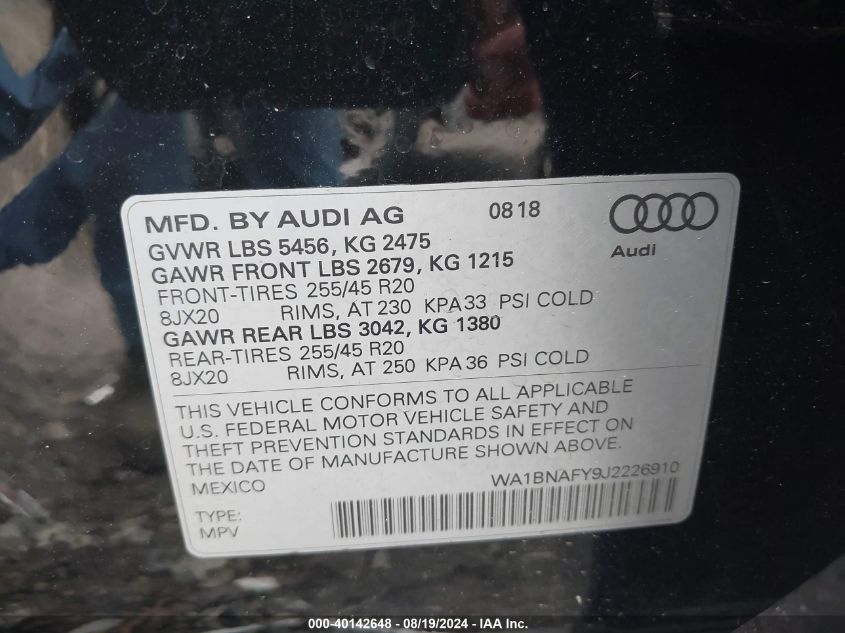 MFD. BY AUDI AG 0818
Audi
GVWR LBS 5456, KG 2475
GAWR FRONT LBS 2679, KG 1215
FRONT-TIRES 255/45 R20
8JX20 RIMS, AT 230 KPA 33 PSI COLD
GAWR REAR LBS 3042, KG 1380
REAR-TIRES 255/45 R20
8JX20 RIMS, AT 250 KPA 36 PSI COLD
THIS VEHICLE CONFORMS TO ALL APPLICABLE
U.S. FEDERAL MOTOR VEHICLE SAFETY AND
THEFT PREVENTION STANDARDS IN EFFECT ON
THE DATE OF MANUFACTURE SHOWN ABOVE.
MEXICO WA1BNAFY9J2226910
TYPE:
MPV
000-40142648 - 08/19/2024 - IAA Inc.